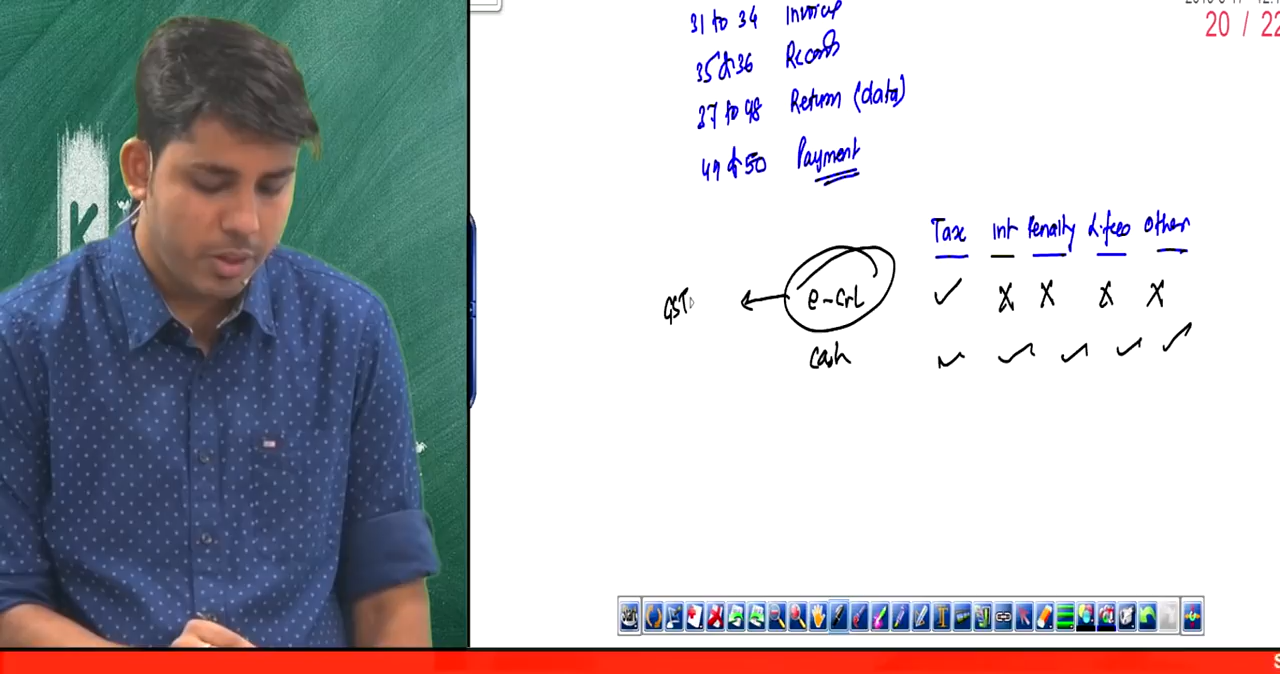 20 / 22
31 to 34 Invoice
35 & 36 Records
37 to 48 Return (data)
49 & 50 Payment
Tax Int Penalty L.fees Other
GST e-crl ✓ X X X X
Cash ✓ ✓ ✓ ✓ ✓
K